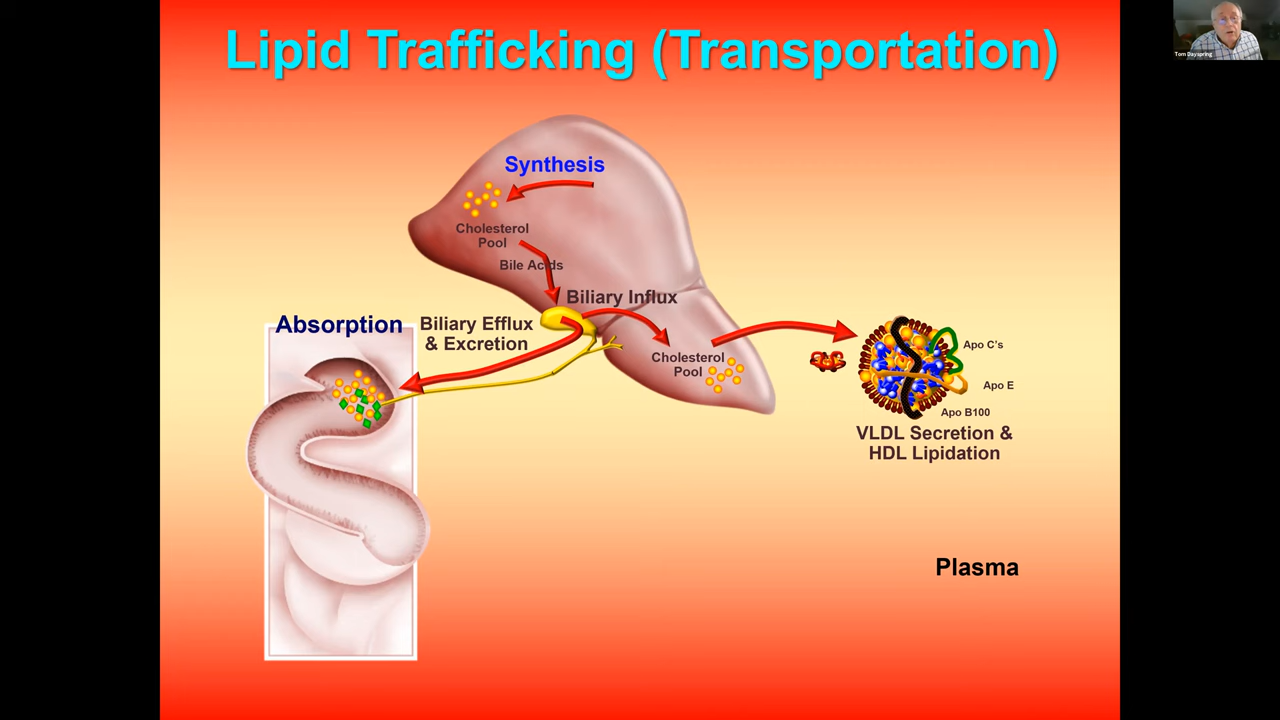 Lipid Trafficking (Transportation)
Tom Dayspring
Synthesis
Cholesterol
Pool
Bile Acids
Biliary Influx
Absorption
Biliary Efflux
& Excretion
Cholesterol
Pool
Apo C's
Apo E
Apo B100
VLDL Secretion &
HDL Lipidation
Plasma